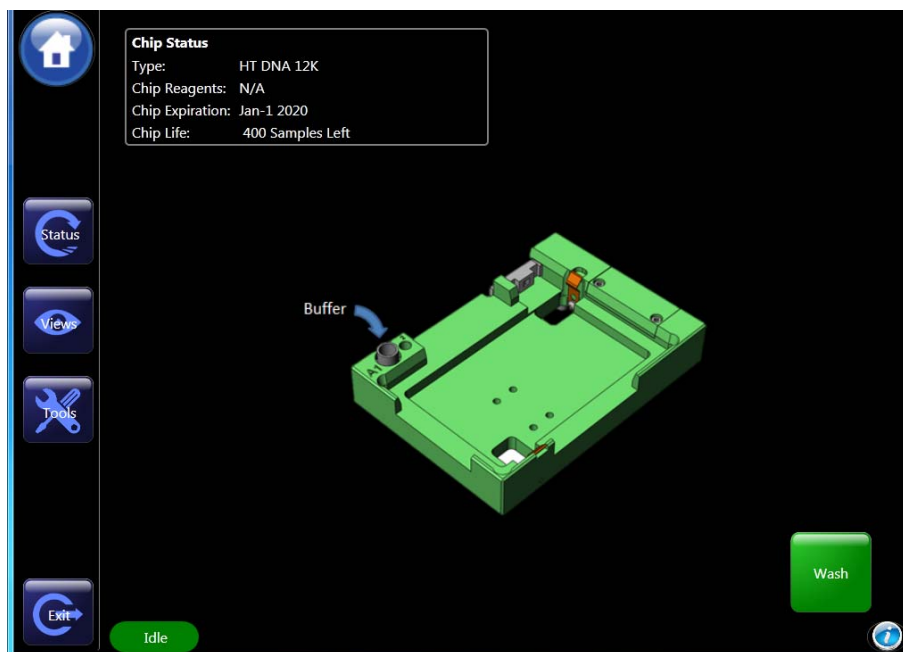 Chip Status
Type: HT DNA 12K
Chip Reagents: N/A
Chip Expiration: Jan-1 2020
Chip Life: 400 Samples Left
Status
Views
Tools
Buffer
A1
Wash
Exit
Idle